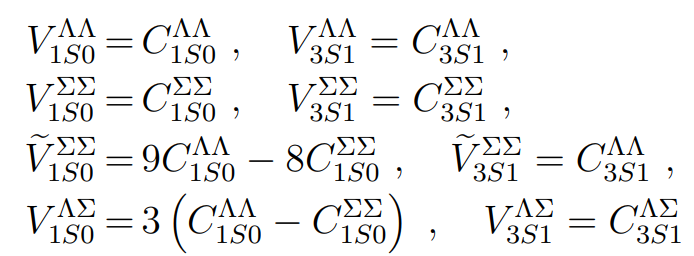 V_{1S0}^{ΛΛ} = C_{1S0}^{ΛΛ} , V_{3S1}^{ΛΛ} = C_{3S1}^{ΛΛ} ,
V_{1S0}^{ΣΣ} = C_{1S0}^{ΣΣ} , V_{3S1}^{ΣΣ} = C_{3S1}^{ΣΣ} ,
\widetilde{V}_{1S0}^{ΣΣ} = 9C_{1S0}^{ΛΛ} − 8C_{1S0}^{ΣΣ} , \widetilde{V}_{3S1}^{ΣΣ} = C_{3S1}^{ΛΛ} ,
V_{1S0}^{ΛΣ} = 3 (C_{1S0}^{ΛΛ} − C_{1S0}^{ΣΣ}) , V_{3S1}^{ΛΣ} = C_{3S1}^{ΛΣ}